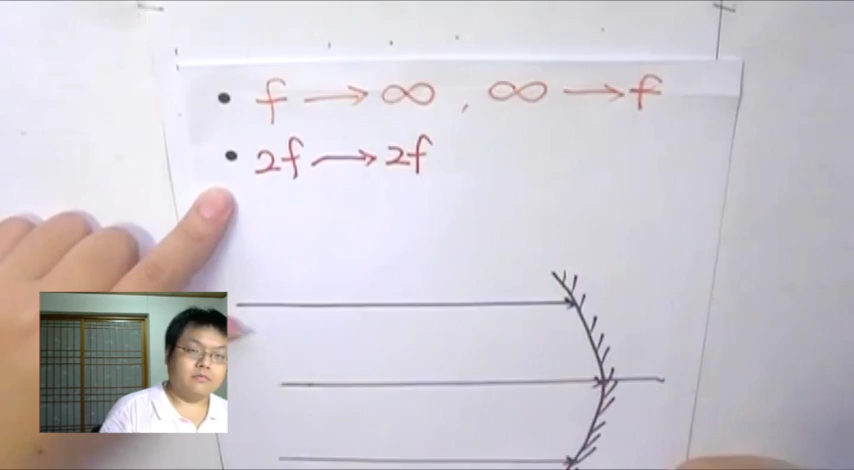 • f → ∞ , ∞ → f
• 2f → 2f